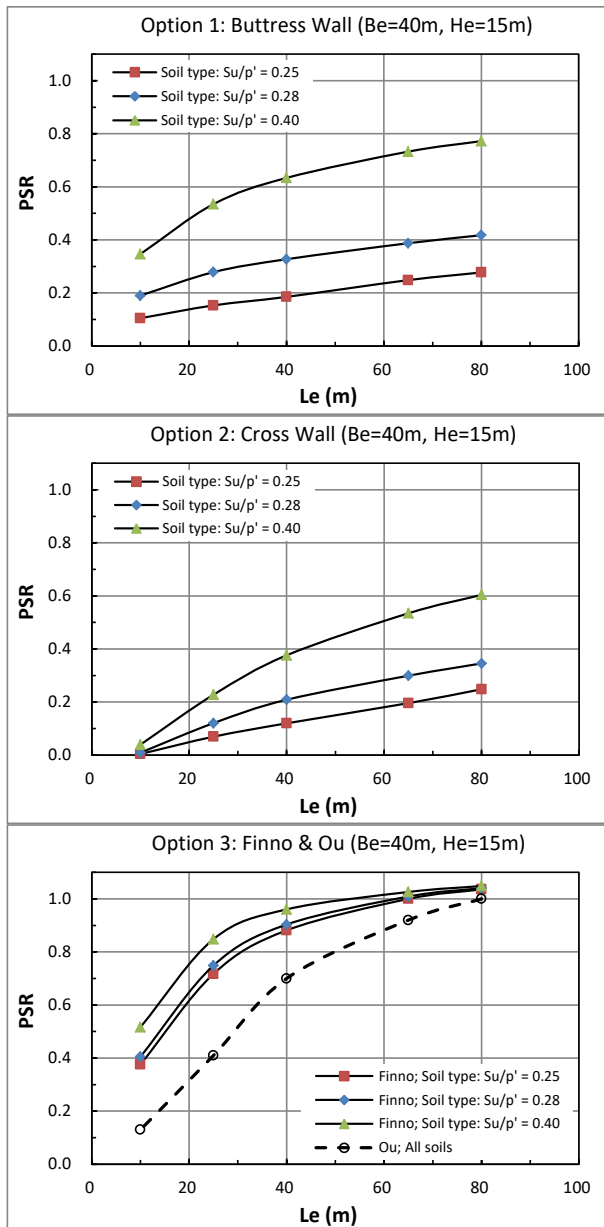 Option 1: Buttress Wall (Be=40m, He=15m)
1.0
Soil type: Su/p' = 0.25
Soil type: Su/p' = 0.28
0.8
Soil type: Su/p' = 0.40
0.6
PSR
0.4
0.2
0.0
0 20 40 60 80 100
Le (m)
Option 2: Cross Wall (Be=40m, He=15m)
1.0
Soil type: Su/p' = 0.25
Soil type: Su/p' = 0.28
0.8
Soil type: Su/p' = 0.40
0.6
PSR
0.4
0.2
0.0
0 20 40 60 80 100
Le (m)
Option 3: Finno & Ou (Be=40m, He=15m)
1.0
0.8
0.6
PSR
0.4
Finno; Soil type: Su/p' = 0.25
Finno; Soil type: Su/p' = 0.28
0.2
Finno; Soil type: Su/p' = 0.40
Ou; All soils
0.0
0 20 40 60 80 100
Le (m)